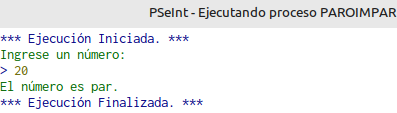 PSeInt - Ejecutando proceso PAROIMPAR
*** Ejecución Iniciada. ***
Ingrese un número:
> 20
El número es par.
*** Ejecución Finalizada. ***